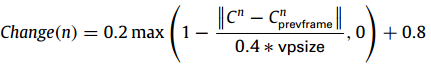 Change(n) = 0.2 max ( 1 − ‖C^n − C^n_prevframe‖ / 0.4 * vpsize , 0 ) + 0.8